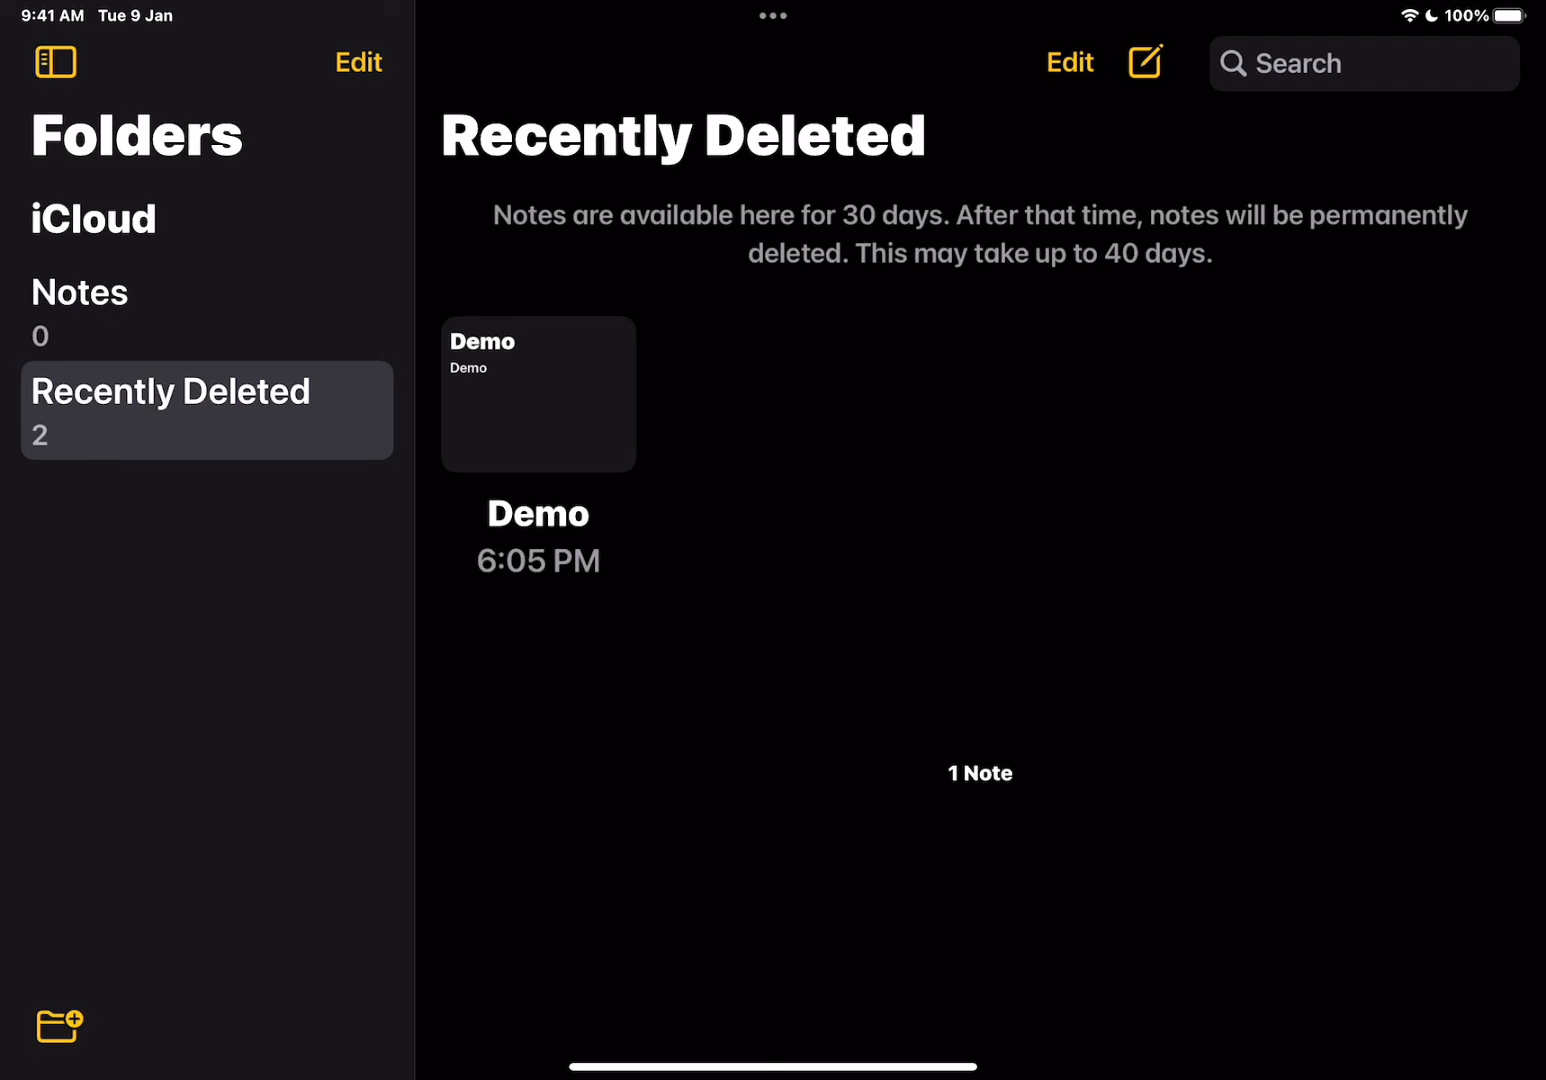 9:41 AM Tue 9 Jan
100%
Edit
Folders
iCloud
Notes
0
Recently Deleted
2
Edit
Search
Recently Deleted
Notes are available here for 30 days. After that time, notes will be permanently
deleted. This may take up to 40 days.
Demo
Demo
Demo
6:05 PM
1 Note